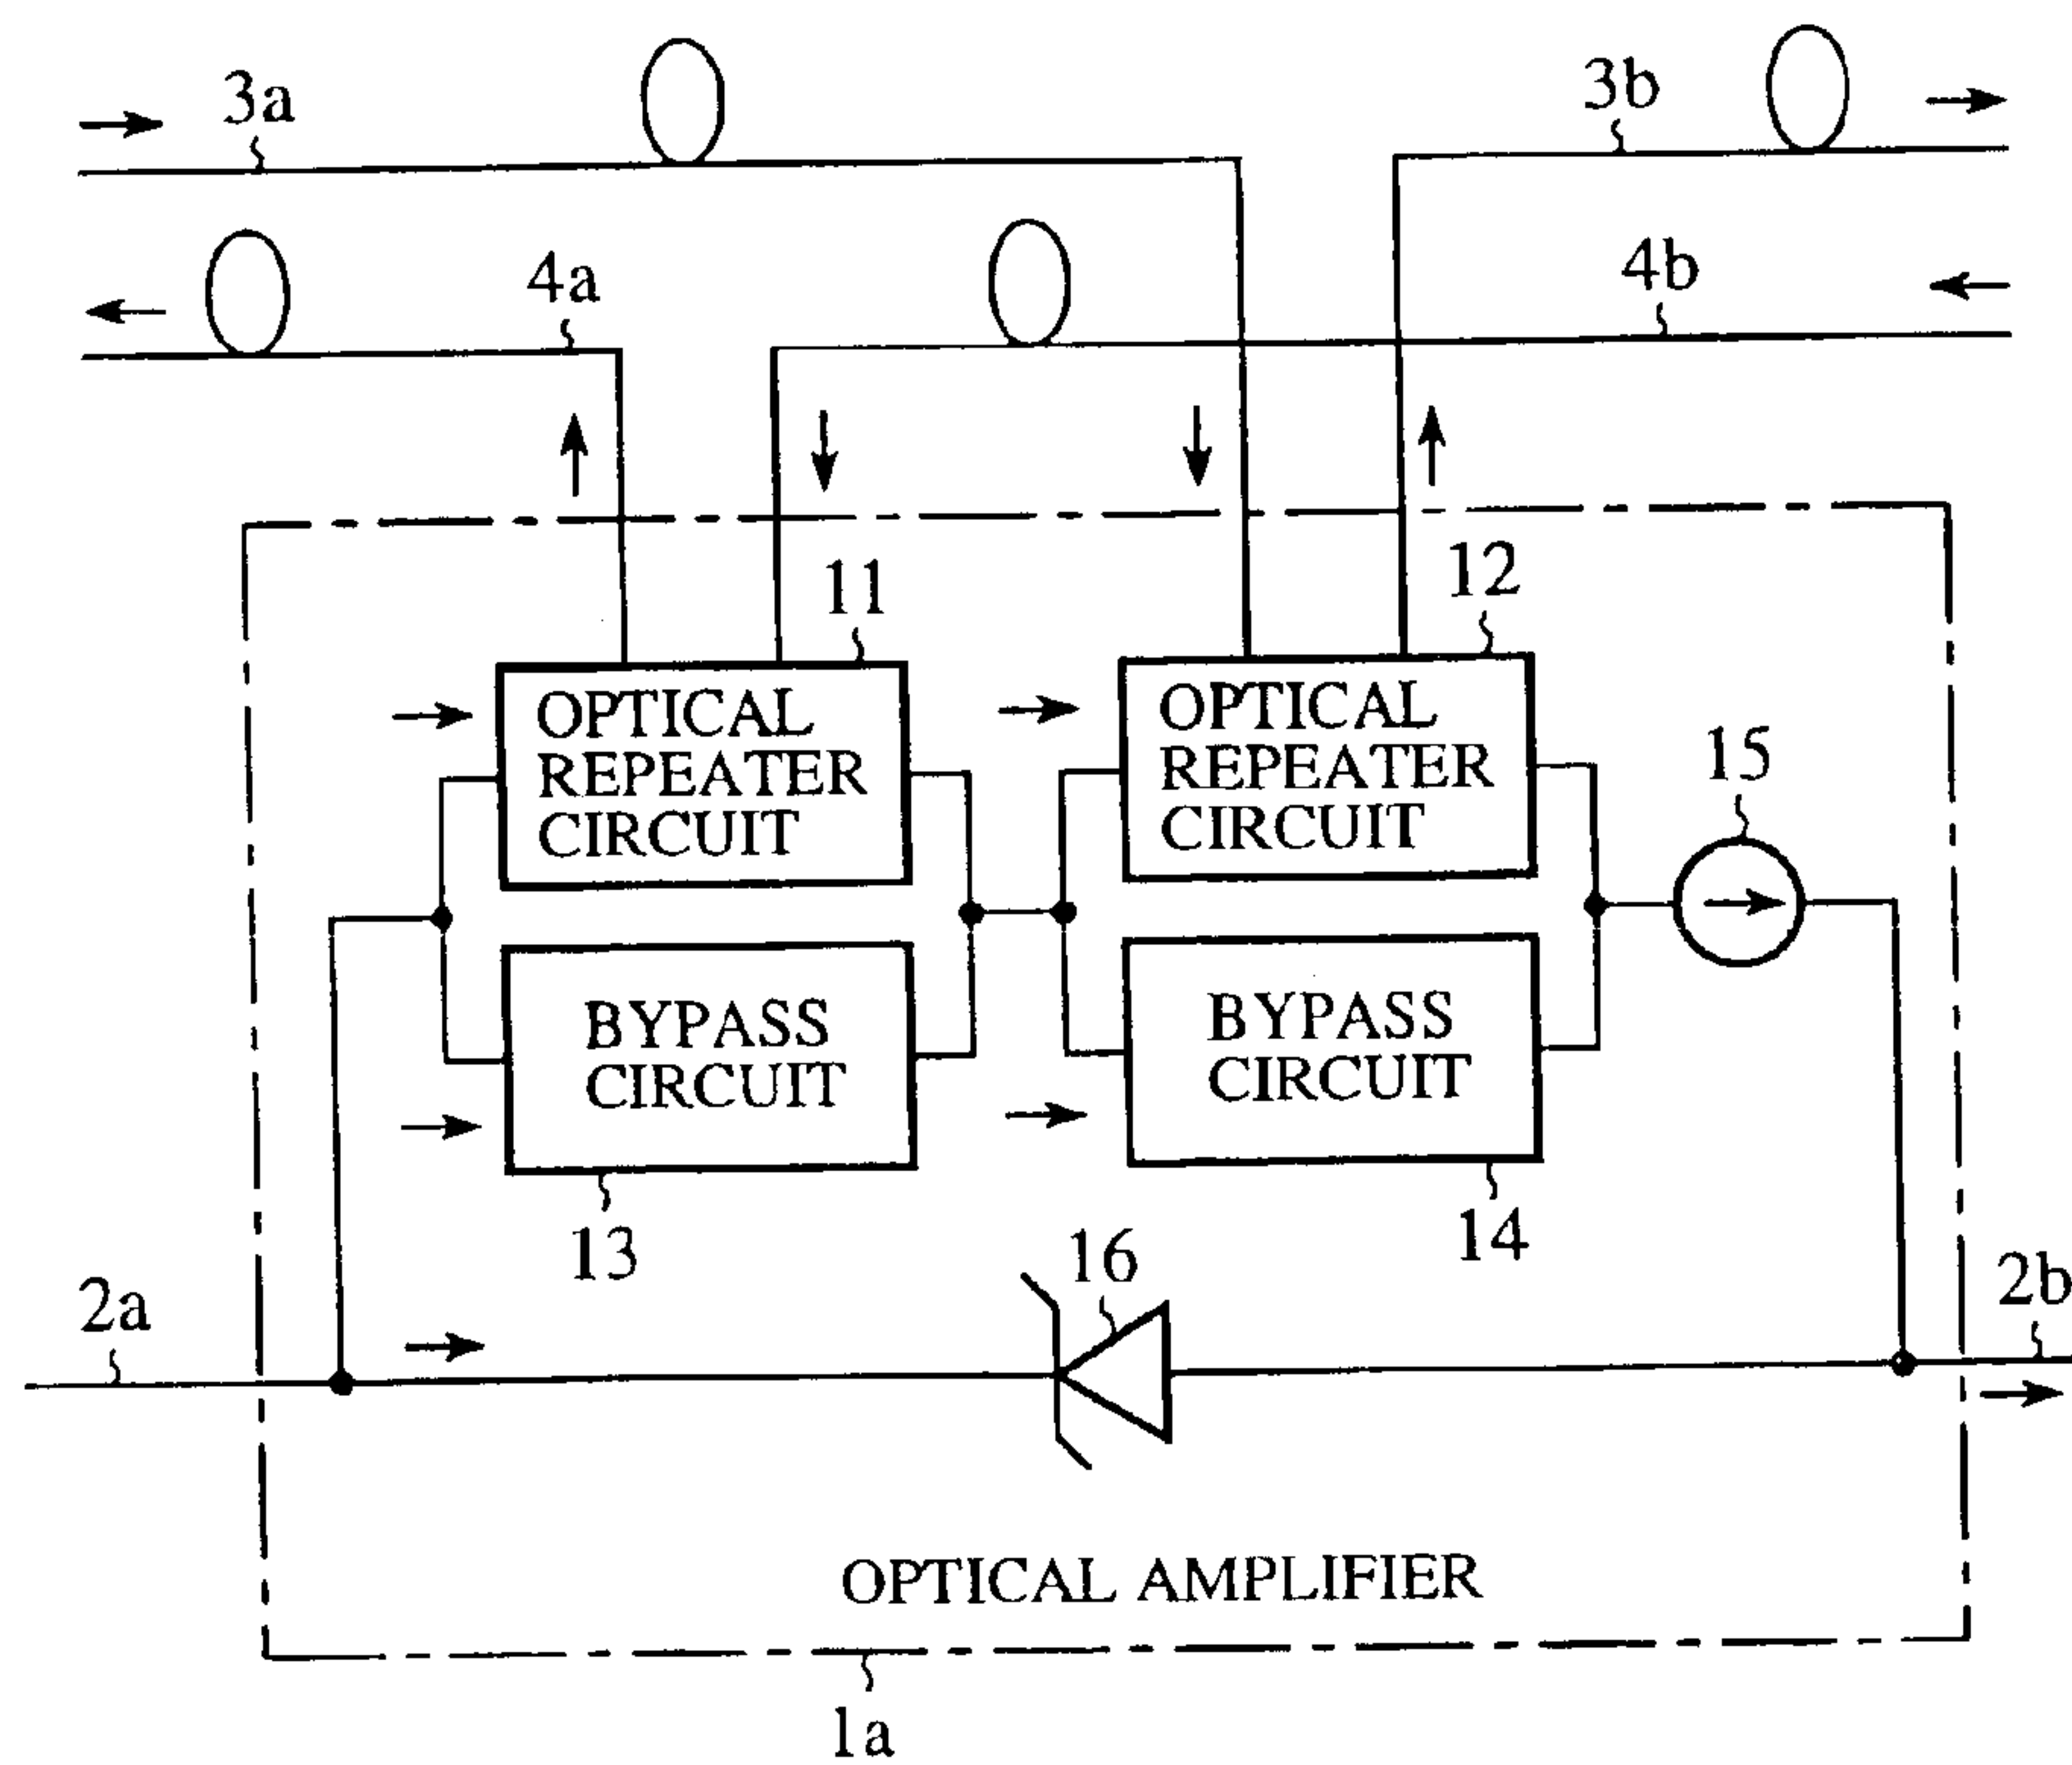 3a
3b
4a
4b
11
12
OPTICAL
REPEATER
CIRCUIT
OPTICAL
REPEATER
CIRCUIT
15
BYPASS
CIRCUIT
BYPASS
CIRCUIT
13
14
16
2a
2b
OPTICAL AMPLIFIER
1a